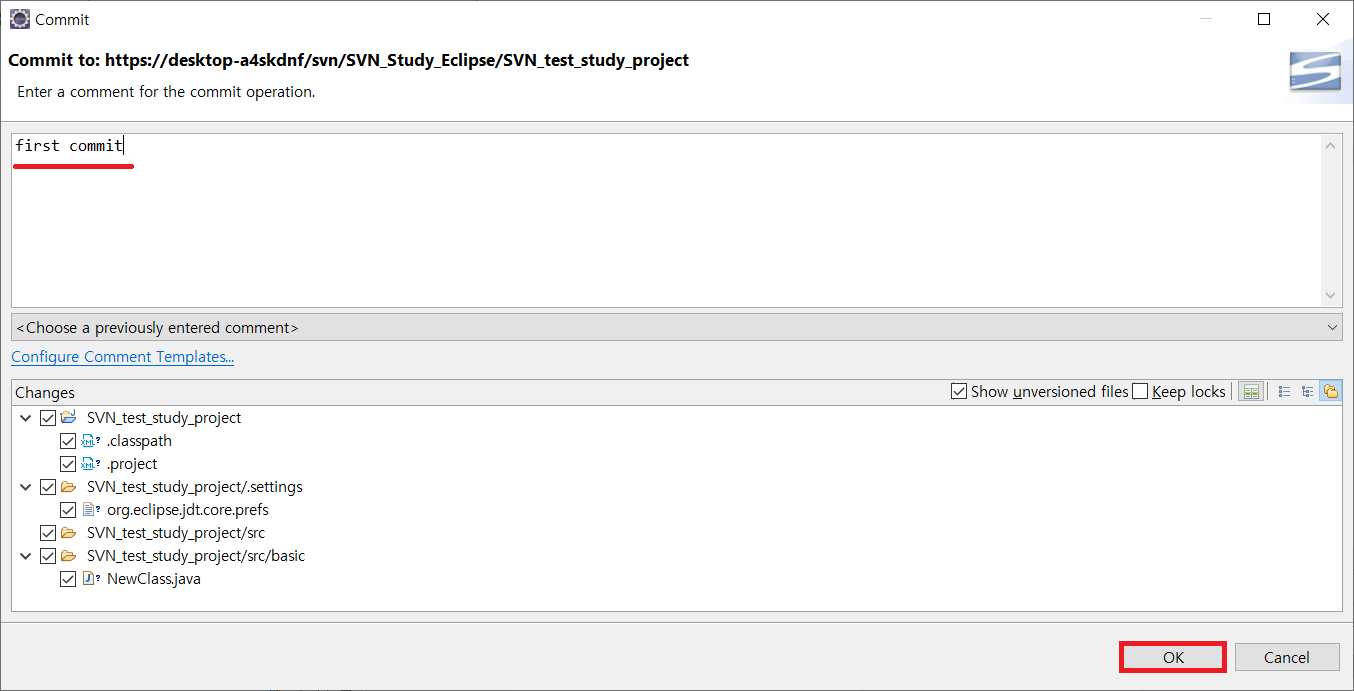 Commit
Commit to: https://desktop-a4skdnf/svn/SVN_Study_Eclipse/SVN_test_study_project
Enter a comment for the commit operation.
first commit
<Choose a previously entered comment>
Configure Comment Templates...
Changes Show unversioned files Keep locks
SVN_test_study_project
.classpath
.project
SVN_test_study_project/.settings
org.eclipse.jdt.core.prefs
SVN_test_study_project/src
SVN_test_study_project/src/basic
NewClass.java
OK Cancel